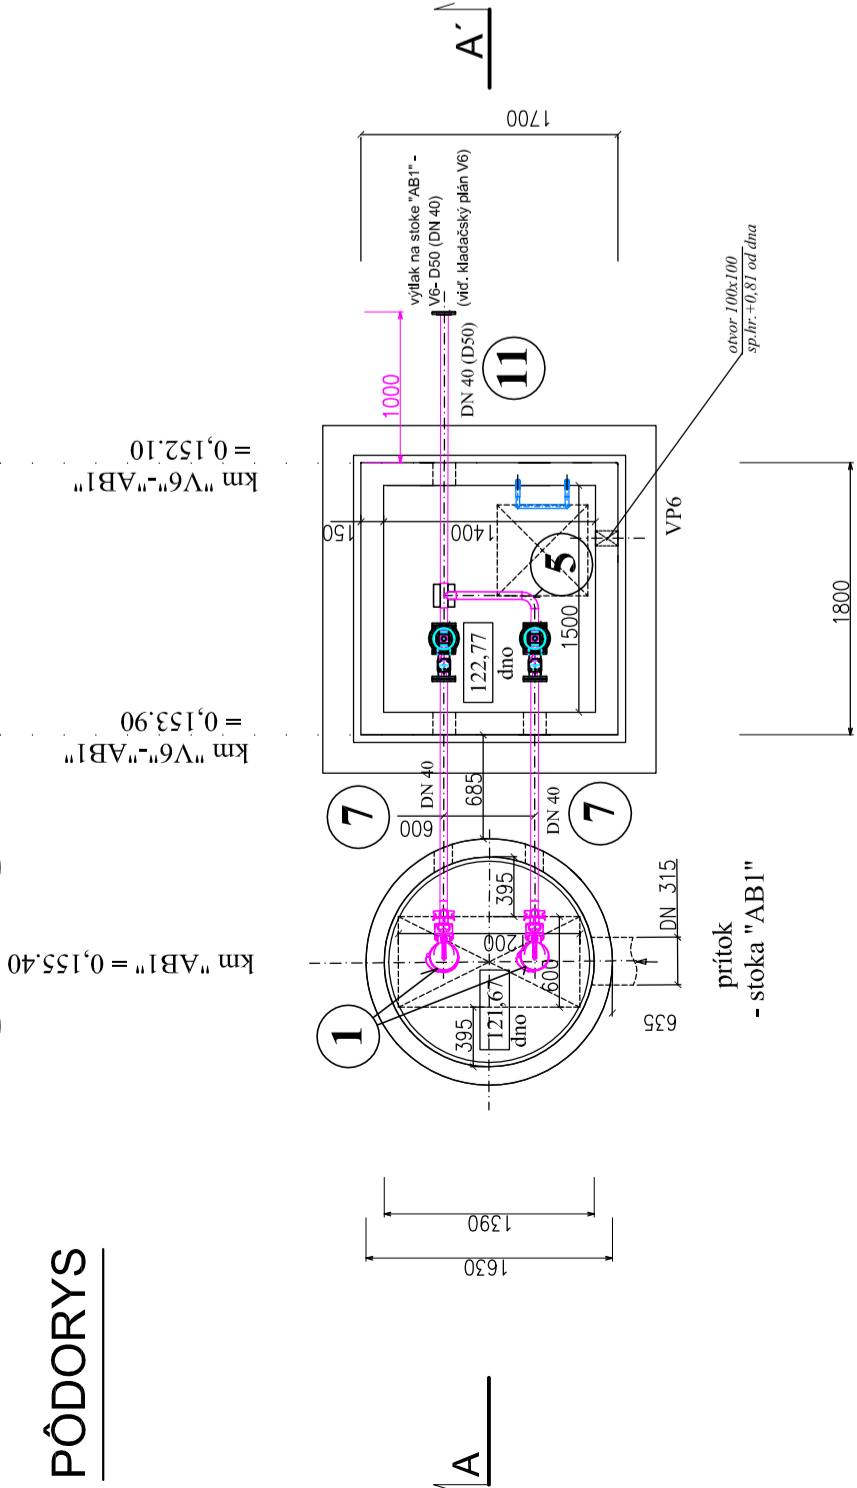 PÔDORYS
A
A´
km "AB1" = 0,155.40
km "V6"-"AB1"
= 0,153.90
km "V6"-"AB1"
= 0,152.10
1700
výtlak na stoke "AB1" -
V6- D50 (DN 40)
(viď. kladačský plán V6)
1000
DN 40 (D50)
11
otvor 100x100
sp.hr.+0,81 od dna
150
1400
5
1500
VP6
122,77
dno
1800
7
DN 40
600
685
DN 40
7
395
200
600
121,67
dno
395
1
DN 315
635
prítok
- stoka "AB1"
1390
1630